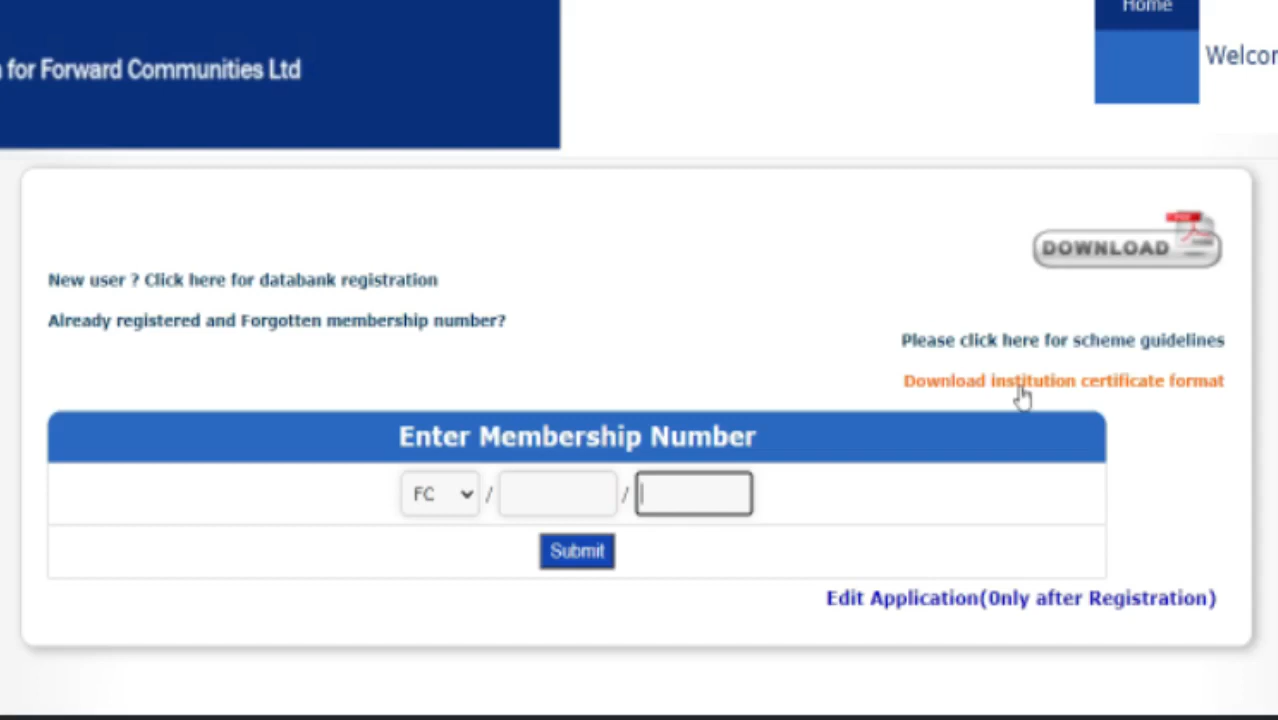 Home
for Forward Communities Ltd
DOWNLOAD
New user ? Click here for databank registration
Already registered and Forgotten membership number?
Please click here for scheme guidelines
Download institution certificate format
Enter Membership Number
FC / /
Submit
Edit Application(Only after Registration)